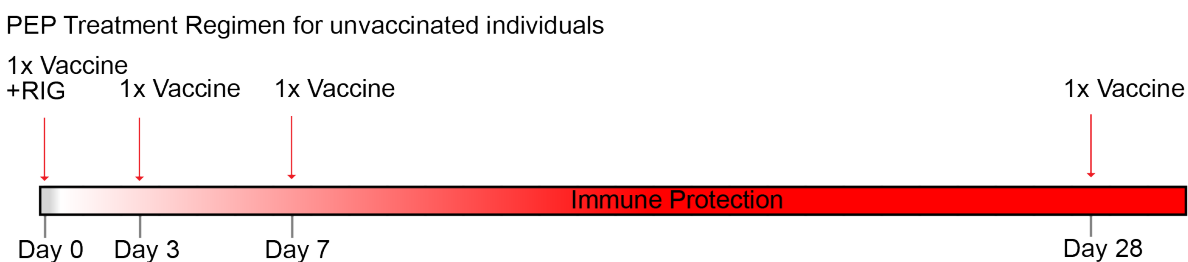 PEP Treatment Regimen for unvaccinated individuals
1x Vaccine
+RIG
1x Vaccine
1x Vaccine
1x Vaccine
Immune Protection
Day 0
Day 3
Day 7
Day 28